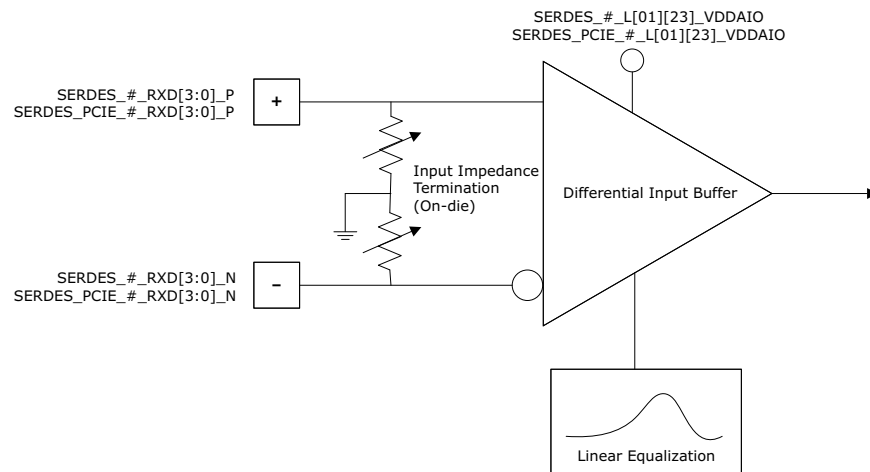 SERDES_#_L[01][23]_VDDAIO
SERDES_PCIE_#_L[01][23]_VDDAIO
SERDES_#_RXD[3:0]_P
SERDES_PCIE_#_RXD[3:0]_P
+
Input Impedance
Termination
(On-die)
Differential Input Buffer
SERDES_#_RXD[3:0]_N
SERDES_PCIE_#_RXD[3:0]_N
–
Linear Equalization